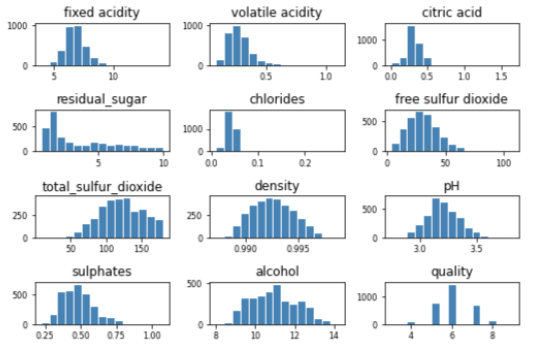 fixed acidity volatile acidity citric acid
1000 1000 1000
0 0 0
5 10 0.5 1.0 0.0 0.5 1.0 1.5
residual_sugar chlorides free sulfur dioxide
500 1000 500
0 0 0
5 10 0.0 0.1 0.2 0 50 100
total_sulfur_dioxide density pH
250 250 500
0 0 0
50 100 150 0.990 0.995 3.0 3.5
sulphates alcohol quality
500 500 1000
0 0 0
0.25 0.50 0.75 1.00 8 10 12 14 4 6 8